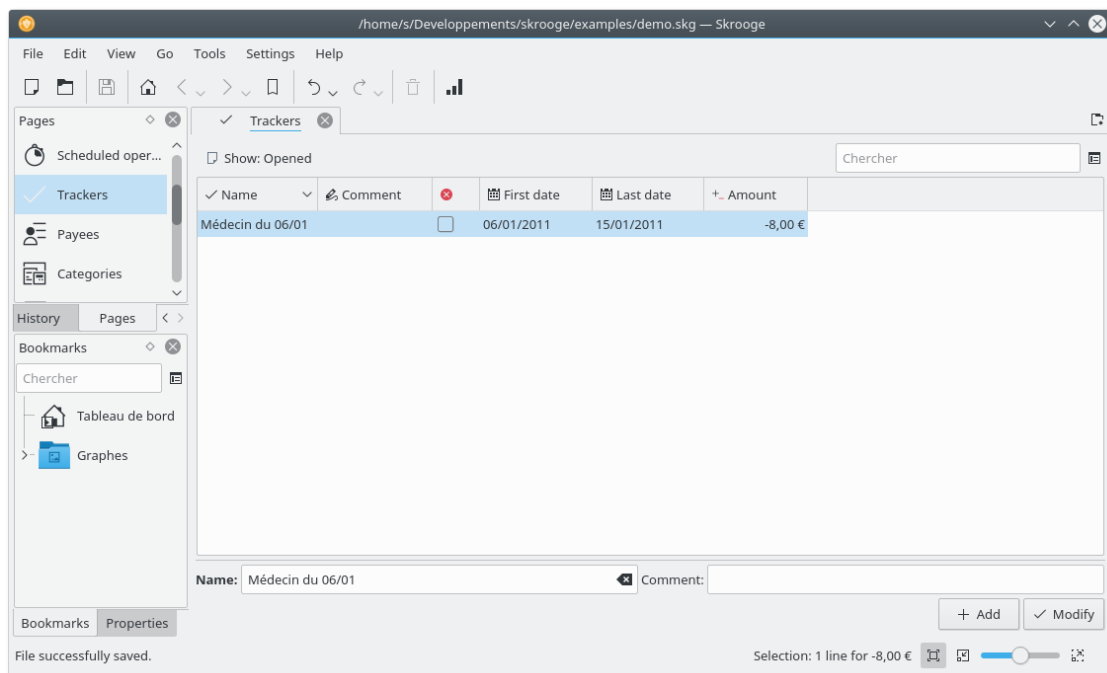 /home/s/Developpements/skrooge/examples/demo.skg — Skrooge
File Edit View Go Tools Settings Help
Pages
Trackers
Scheduled oper...
Trackers
Payees
Categories
History Pages
Show: Opened
Chercher
Name Comment First date Last date Amount
Médecin du 06/01 06/01/2011 15/01/2011 -8,00 €
Bookmarks
Chercher
Tableau de bord
Graphes
Bookmarks Properties
Name: Médecin du 06/01 Comment:
+ Add Modify
File successfully saved.
Selection: 1 line for -8,00 €